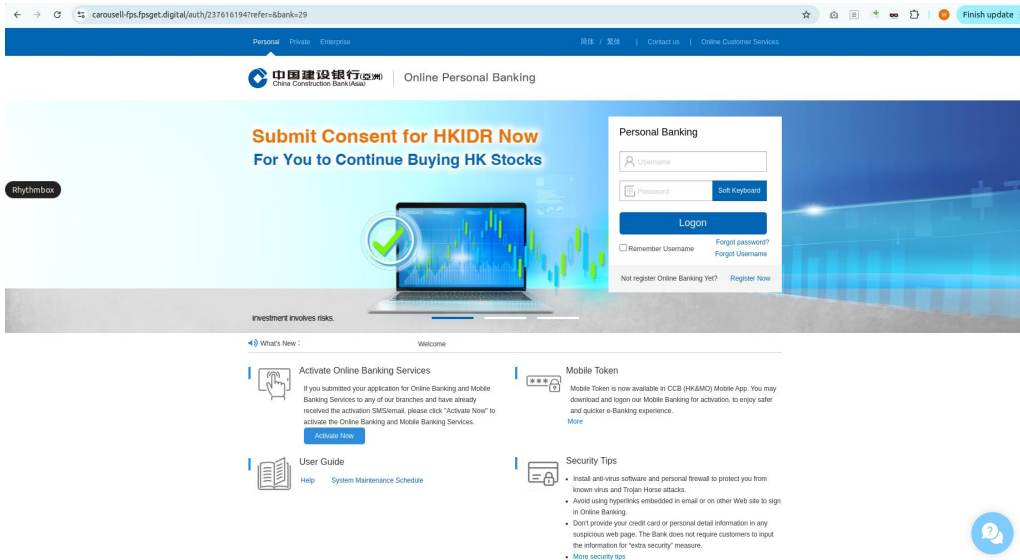 carousell-fps.fpsget.digital/auth/237616194?refer=&bank=29
Finish update
Personal Private Enterprise
简体 / 繁体 | Contact us | Online Customer Services
中国建设银行(亞洲)
China Construction Bank(Asia)
Online Personal Banking
Submit Consent for HKIDR Now
For You to Continue Buying HK Stocks
Personal Banking
Username
Password Soft Keyboard
Logon
Remember Username
Forgot password?
Forgot Username
Not register Online Banking Yet? Register Now
Rhythmbox
Investment involves risks.
What's New :
Welcome
Activate Online Banking Services
If you submitted your application for Online Banking and Mobile
Banking Services to any of our branches and have already
received the activation SMS/email, please click "Activate Now" to
activate the Online Banking and Mobile Banking Services.
Activate Now
Mobile Token
Mobile Token is now available in CCB (HK&MO) Mobile App. You may
download and logon our Mobile Banking for activation, to enjoy safer
and quicker e-Banking experience.
More
User Guide
Help System Maintenance Schedule
Security Tips
Install anti-virus software and personal firewall to protect you from
known virus and Trojan Horse attacks.
Avoid using hyperlinks embedded in email or on other Web site to sign
in Online Banking.
Don't provide your credit card or personal detail information in any
suspicious web page. The Bank does not require customers to input
the information for "extra security" measure.
More security tips